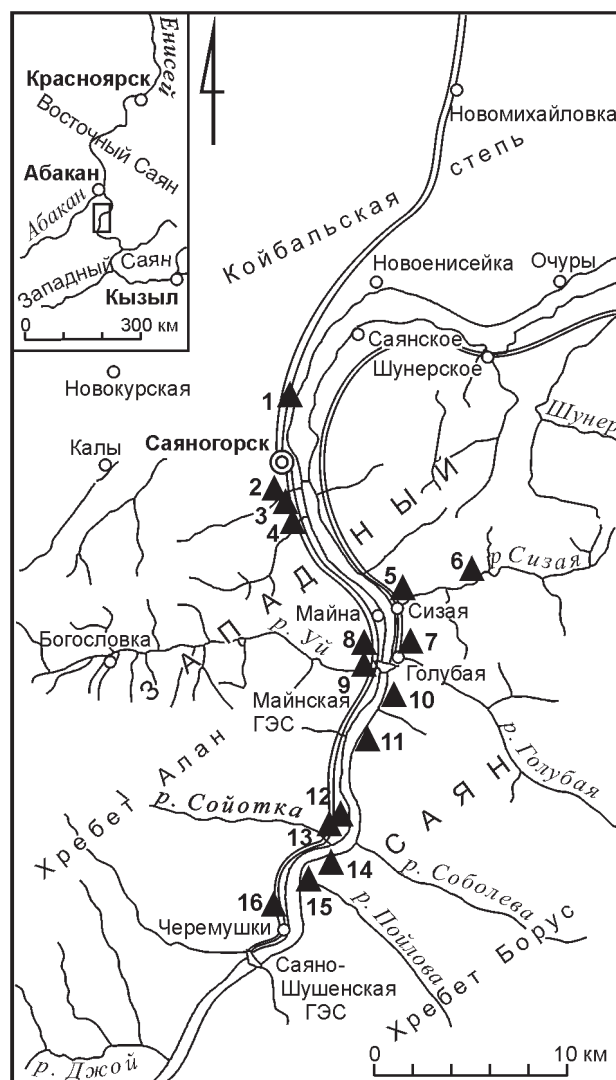 Енисей
Красноярск
Восточный Саян
Абакан
Абакан
Западный Саян
Кызыл
0 300 км
Новомихайловка
Койбальская степь
Новоенисейка
Очуры
Саянское
Шунерское
Новокурская
1
Шунер
Калы
Саяногорск
2
3
4
ЗАПАДНЫЙ
5
6
р. Сизая
Майна
Сизая
р. Уй
8
7
Богословка
9
Голубая
Майнская
ГЭС
10
11
р. Голубая
Хребет Алан
р. Сойотка
12
13
САЯН
14
р. Соболева
15
16
р. Пойлова
Черемушки
Хребет Борус
Саяно-
Шушенская
ГЭС
р. Джой
0 10 км